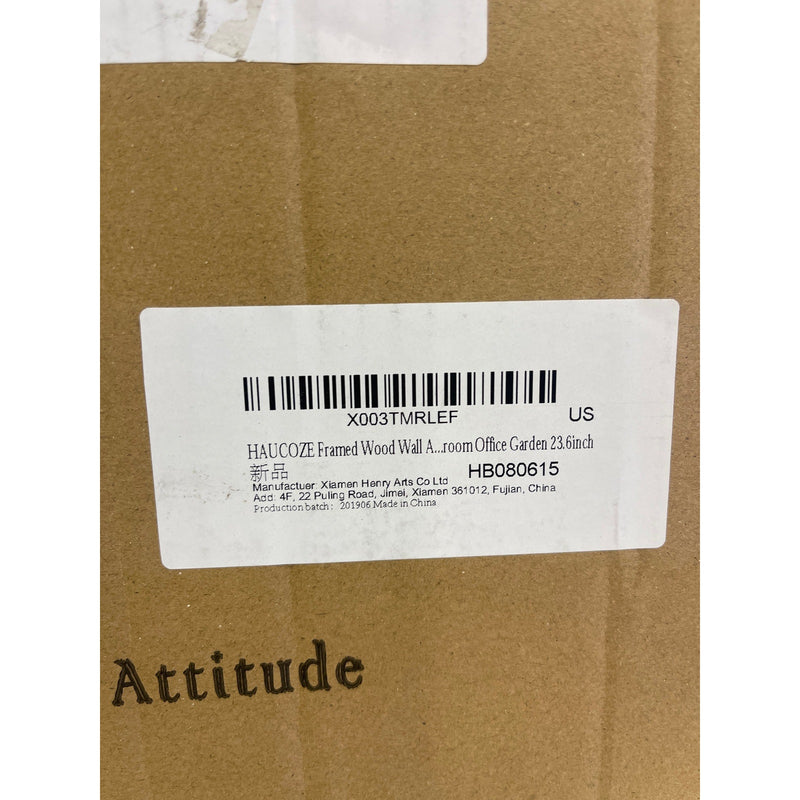 X003TMRLEF US
HAUCOZE Framed Wood Wall A...room Office Garden 23.6inch
新品 HB080615
Manufactuer: Xiamen Henry Arts Co Ltd
Add: 4F, 22 Puling Road, Jimei, Xiamen 361012, Fujian, China
Production batch: 201906 Made in China
Attitude